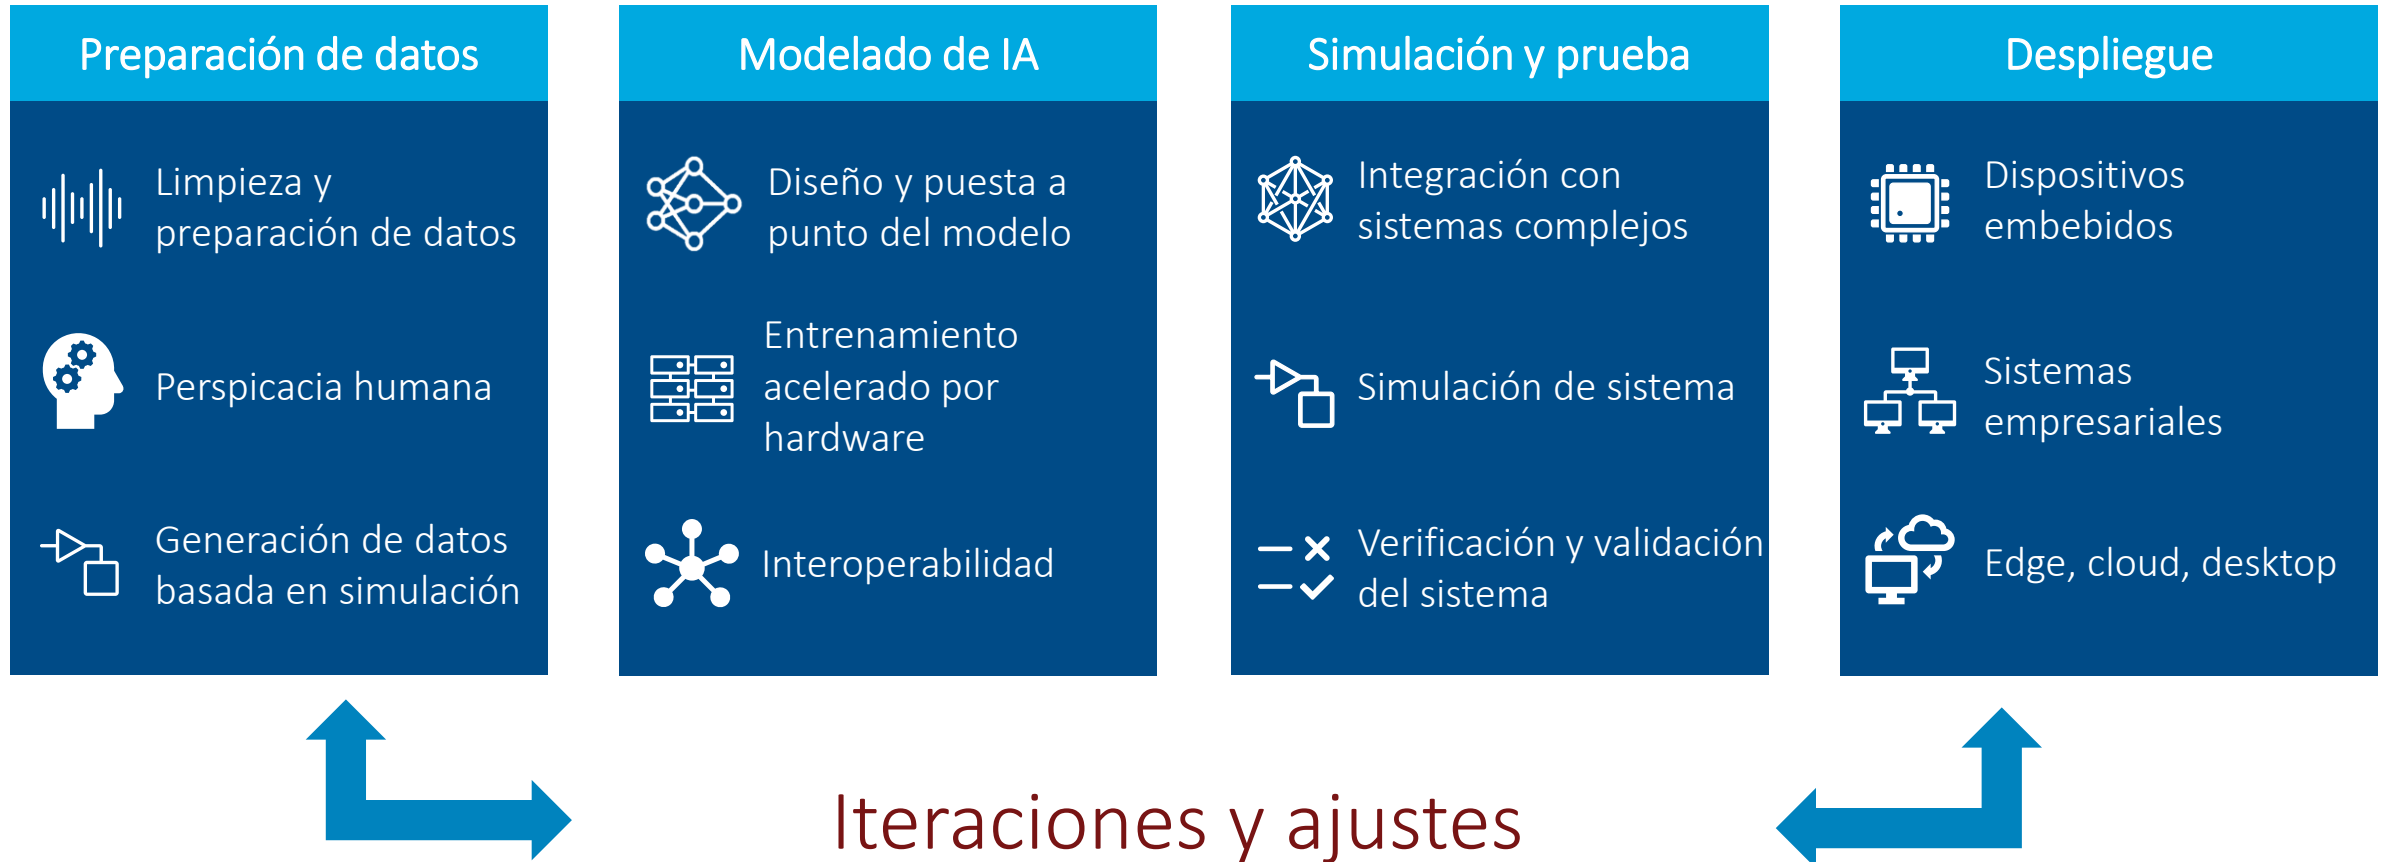 Preparación de datos
Limpieza y
preparación de datos
Perspicacia humana
Generación de datos
basada en simulación
Modelado de IA
Diseño y puesta a
punto del modelo
Entrenamiento
acelerado por
hardware
Interoperabilidad
Simulación y prueba
Integración con
sistemas complejos
Simulación de sistema
Verificación y validación
del sistema
Despliegue
Dispositivos
embebidos
Sistemas
empresariales
Edge, cloud, desktop
Iteraciones y ajustes